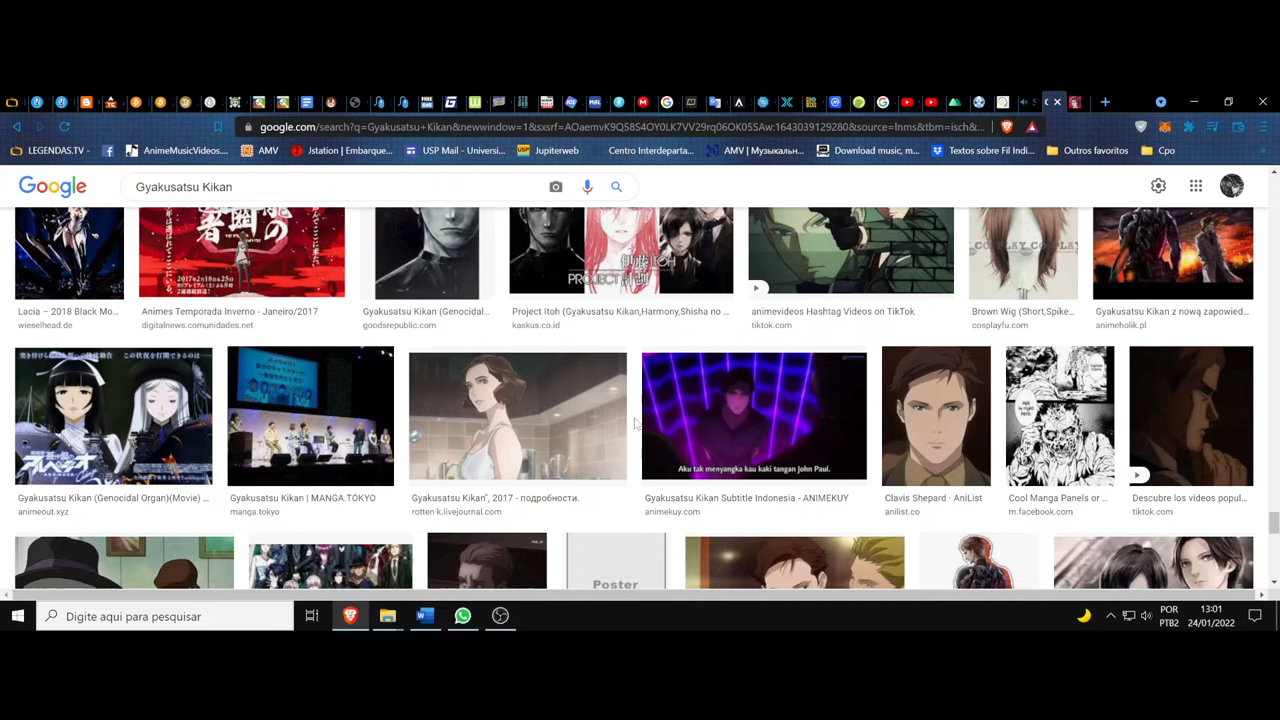 google.com/search?q=Gyakusatsu+Kikan&newwindow=1&sxsrf=AOaemvK9Q58S4OY0LK7VV29rq06OK05SAw:1643039129280&source=lnms&tbm=isch&...
LEGENDAS.TV - AnimeMusicVideos... AMV Jstation | Embarque... USP Mail - Universi... Jupiterweb Centro Interdeparta... AMV | Музыкальн... Download music, m... Textos sobre Fil Indi... Outros favoritos Cpo
Google Gyakusatsu Kikan
COSPLAY
伊藤 ITOH
PROJECT
Lacia – 2018 Black Mo... Animes Temporada Inverno - Janeiro/2017 Gyakusatsu Kikan (Genocidal... Project Itoh (Gyakusatsu Kikan,Harmony,Shisha no ... animevideos Hashtag Videos on TikTok Brown Wig (Short,Spike... Gyakusatsu Kikan z nową zapowied...
wieselhead.de digitalnews.comunidades.net goodsrepublic.com kaskus.co.id tiktok.com cosplayfu.com animeholik.pl
Aku tak menyangka kau kaki tangan John Paul.
Gyakusatsu Kikan (Genocidal Organ)(Movie) ... Gyakusatsu Kikan | MANGA.TOKYO Gyakusatsu Kikan", 2017 - подробности. Gyakusatsu Kikan Subtitle Indonesia - ANIMEKUY Clavis Shepard · AniList Cool Manga Panels or ... Descubre los videos popul...
animeout.xyz manga.tokyo rotten-k.livejournal.com animekuy.com anilist.co m.facebook.com tiktok.com
Poster
Digite aqui para pesquisar
POR
PTB2
13:01
24/01/2022